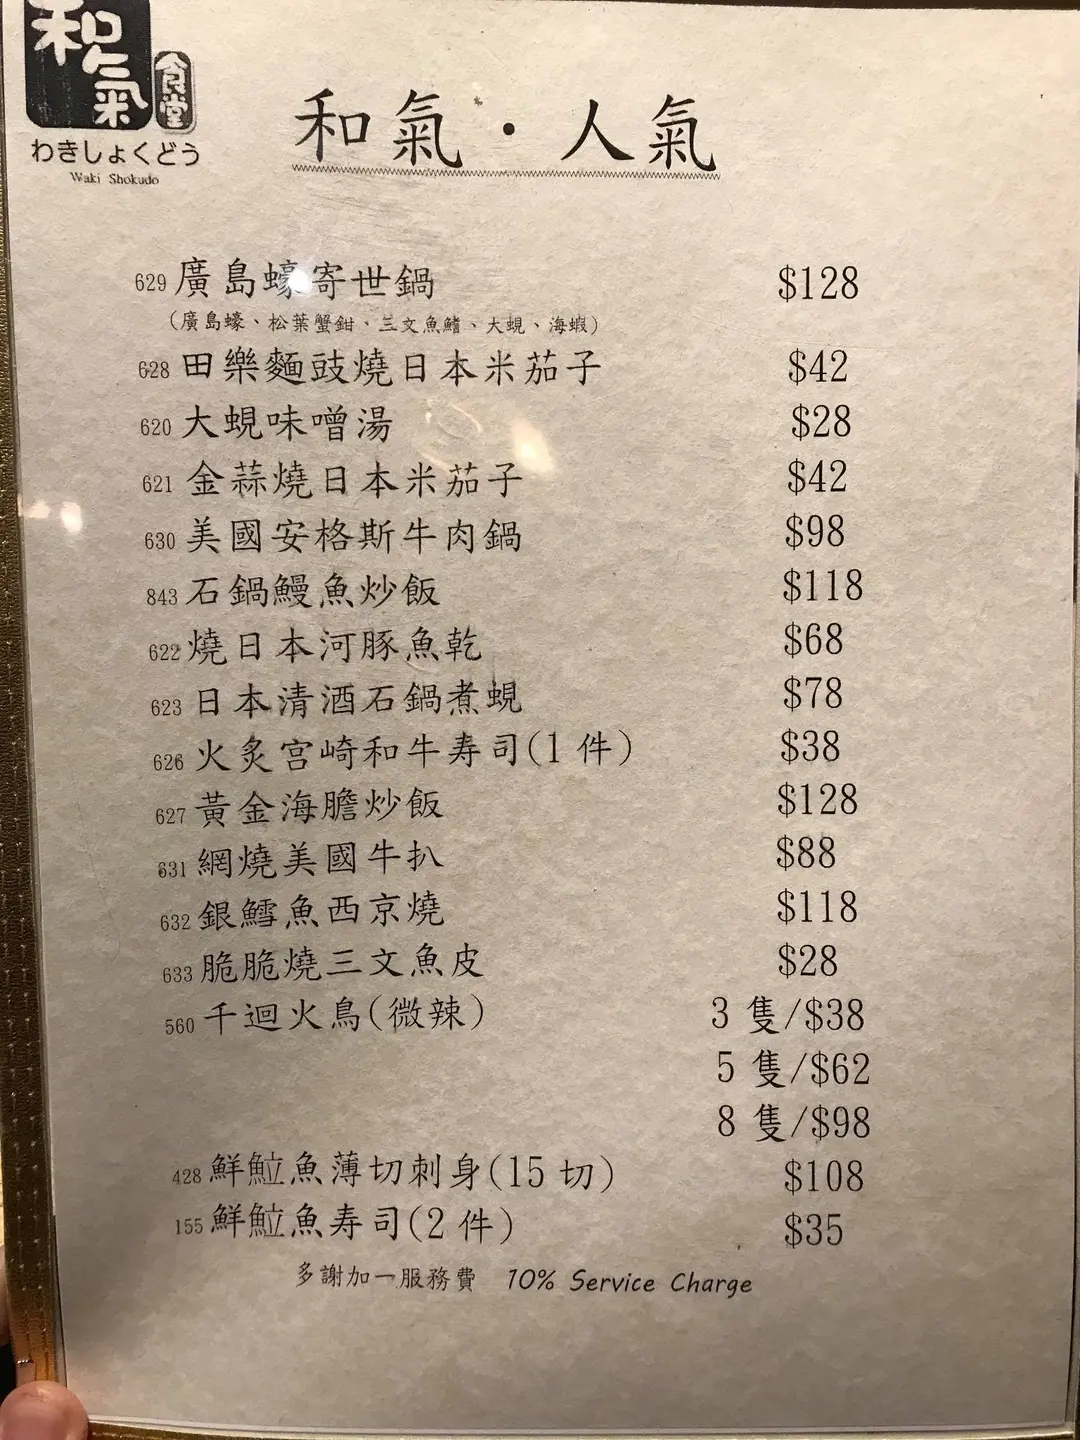 和氣
食堂
わきしょくどう
Waki Shokudo
和氣・人氣
629 廣島蠔寄世鍋 $128
(廣島蠔、松葉蟹鉗、三文魚鰭、大蜆、海蝦)
628 田樂麵豉燒日本米茄子 $42
620 大蜆味噌湯 $28
621 金蒜燒日本米茄子 $42
630 美國安格斯牛肉鍋 $98
843 石鍋鰻魚炒飯 $118
622 燒日本河豚魚乾 $68
623 日本清酒石鍋煮蜆 $78
626 火炙宮崎和牛寿司(1 件) $38
627 黃金海膽炒飯 $128
631 網燒美國牛扒 $88
632 銀鱈魚西京燒 $118
633 脆脆燒三文魚皮 $28
560 千迴火鳥(微辣) 3 隻/$38
5 隻/$62
8 隻/$98
428 鮮鮋魚薄切刺身(15 切) $108
155 鮮鮋魚寿司(2 件) $35
多謝加一服務費 10% Service Charge